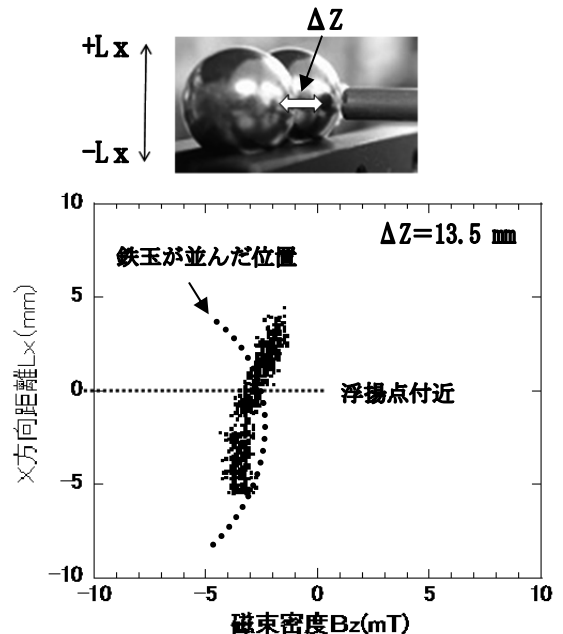 ΔZ
+Lx
-Lx
10
ΔZ=13.5 mm
鉄玉が並んだ位置
5
X方向距離Lx(mm)
0
浮揚点付近
-5
-10
-10
-5
0
5
10
磁束密度Bz(mT)